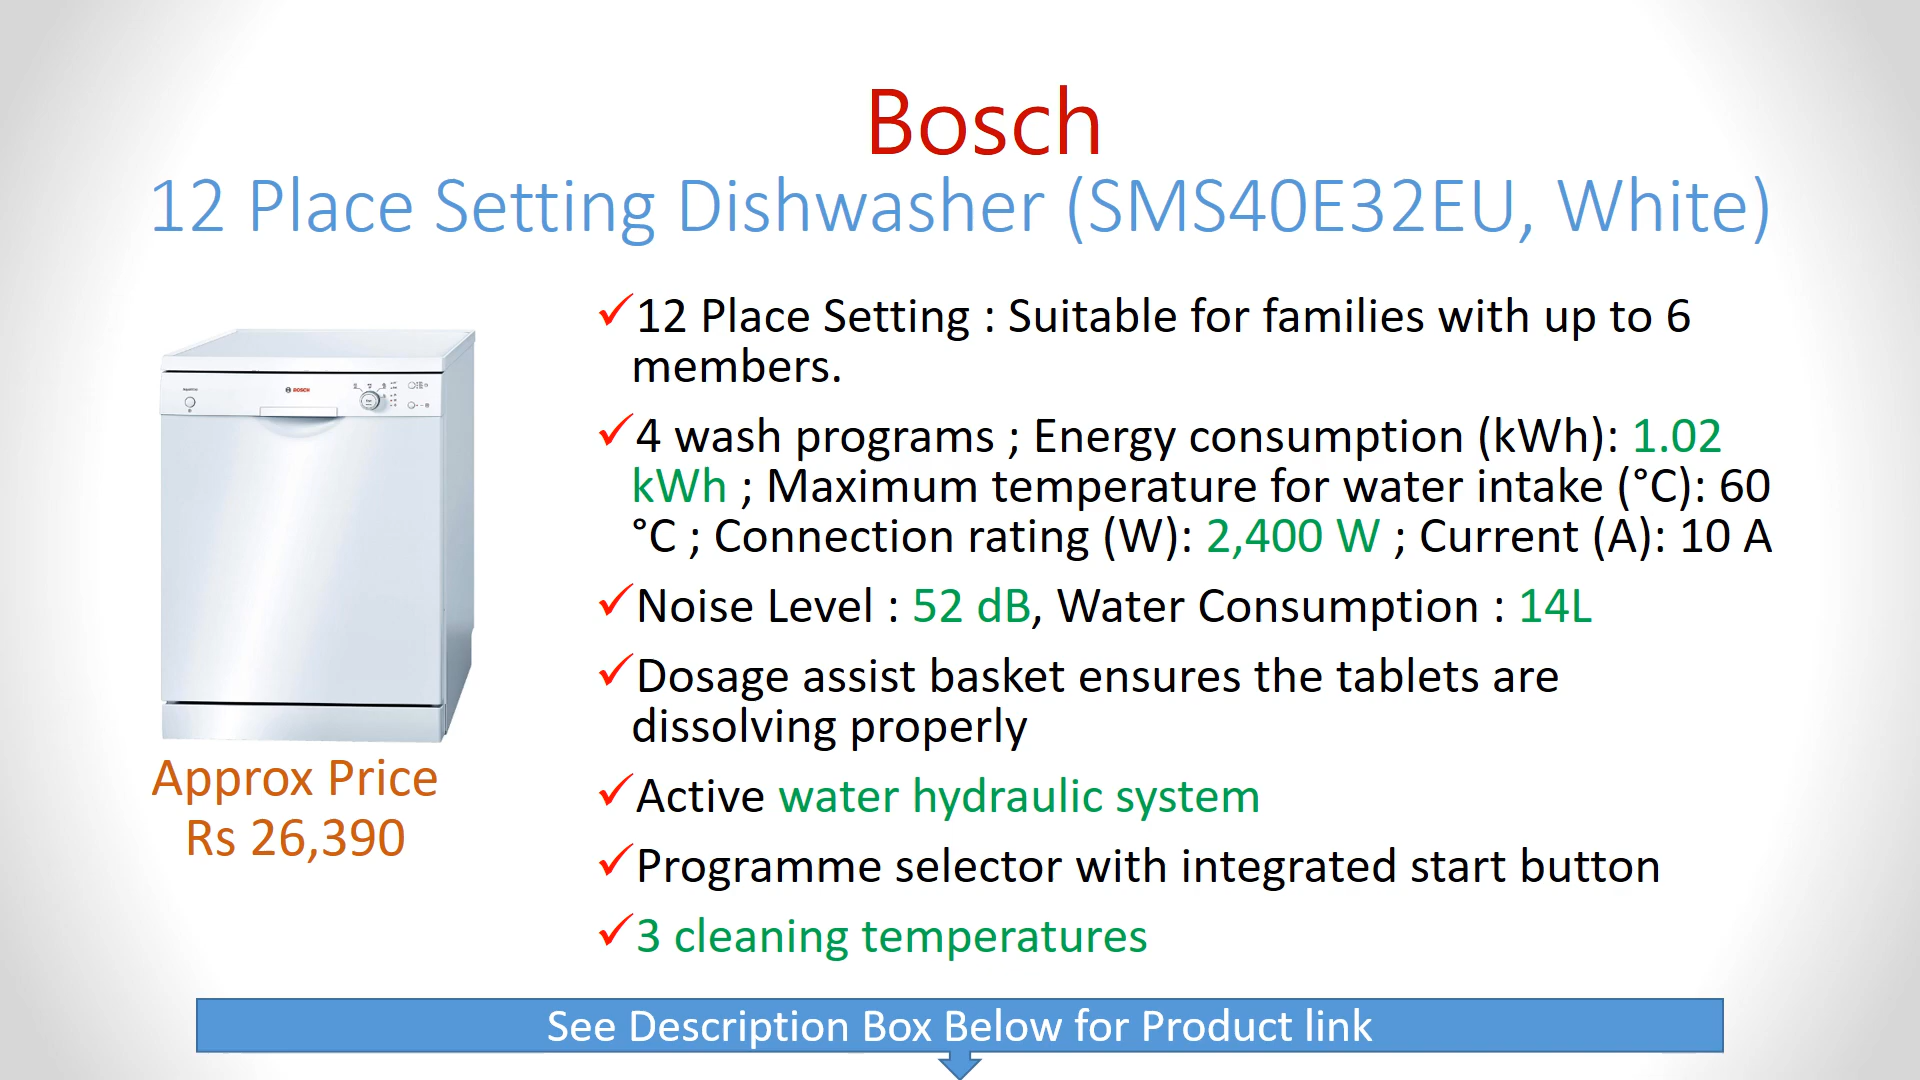 Bosch
12 Place Setting Dishwasher (SMS40E32EU, White)
BOSCH
Approx Price
Rs 26,390
12 Place Setting : Suitable for families with up to 6
members.
4 wash programs ; Energy consumption (kWh): 1.02
kWh ; Maximum temperature for water intake (°C): 60
°C ; Connection rating (W): 2,400 W ; Current (A): 10 A
Noise Level : 52 dB, Water Consumption : 14L
Dosage assist basket ensures the tablets are
dissolving properly
Active water hydraulic system
Programme selector with integrated start button
3 cleaning temperatures
See Description Box Below for Product link